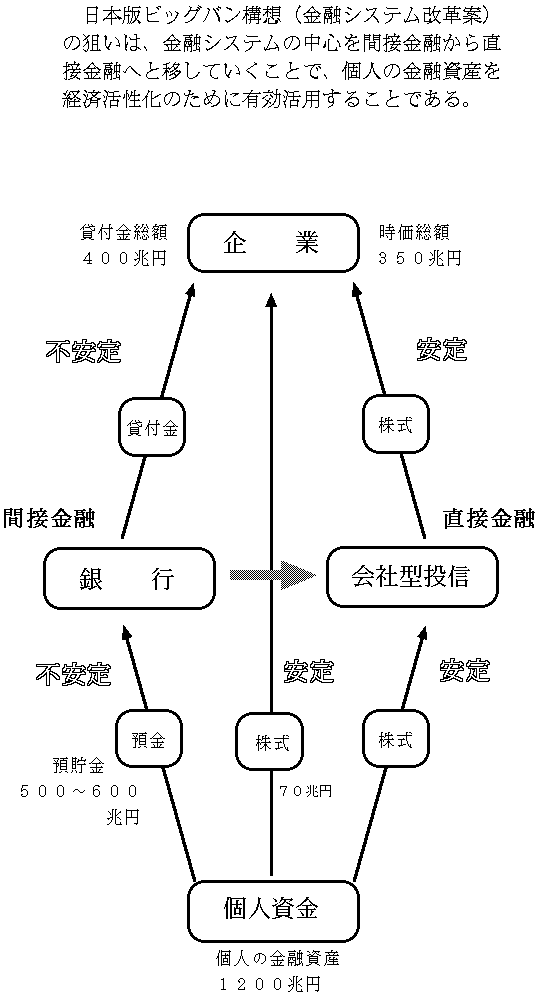 日本版ビッグバン構想（金融システム改革案）
の狙いは、金融システムの中心を間接金融から直
接金融へと移していくことで、個人の金融資産を
経済活性化のために有効活用することである。
貸付金総額
４００兆円
企　業
時価総額
３５０兆円
不安定
安定
貸付金
株式
間接金融
直接金融
銀　行
会社型投信
不安定
安定
安定
預金
株式
株式
預貯金
５００～６００
兆円
７０兆円
個人資金
個人の金融資産
１２００兆円